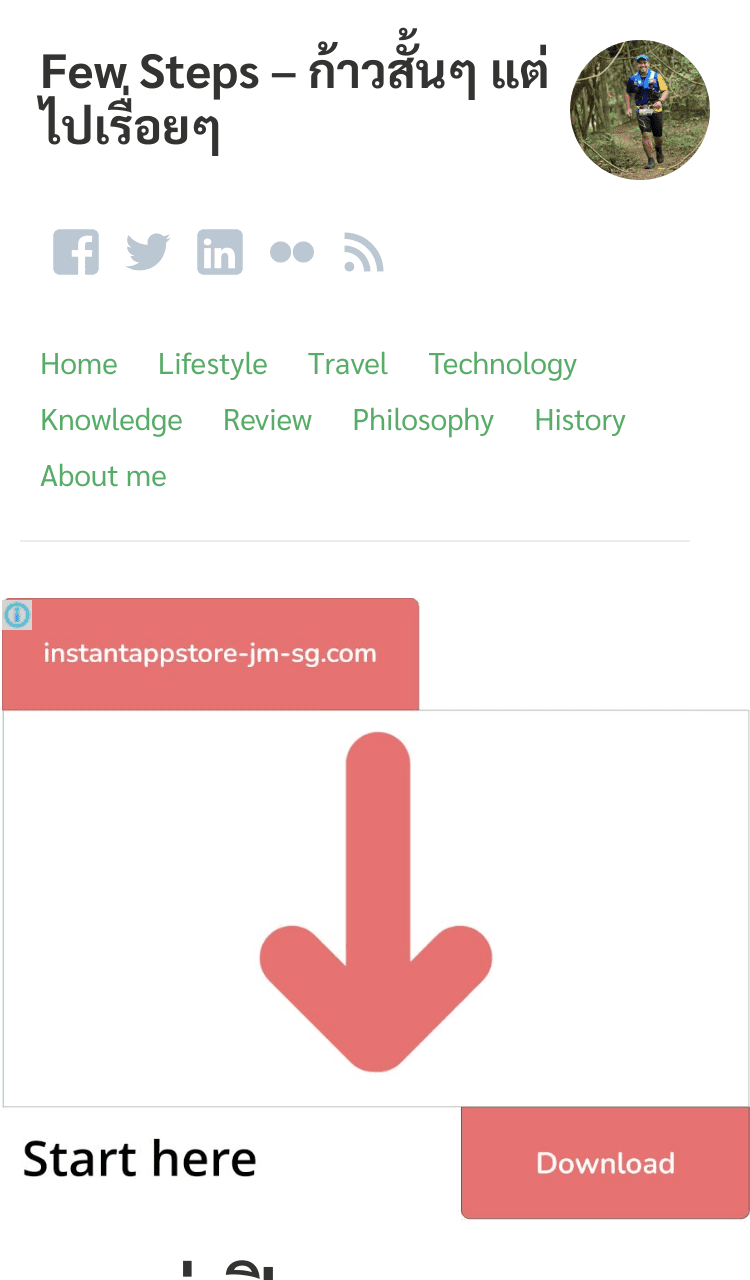 Few Steps – ก้าวสั้นๆ แต่
ไปเรื่อยๆ
Home Lifestyle Travel Technology
Knowledge Review Philosophy History
About me
instantappstore-jm-sg.com
Start here
Download